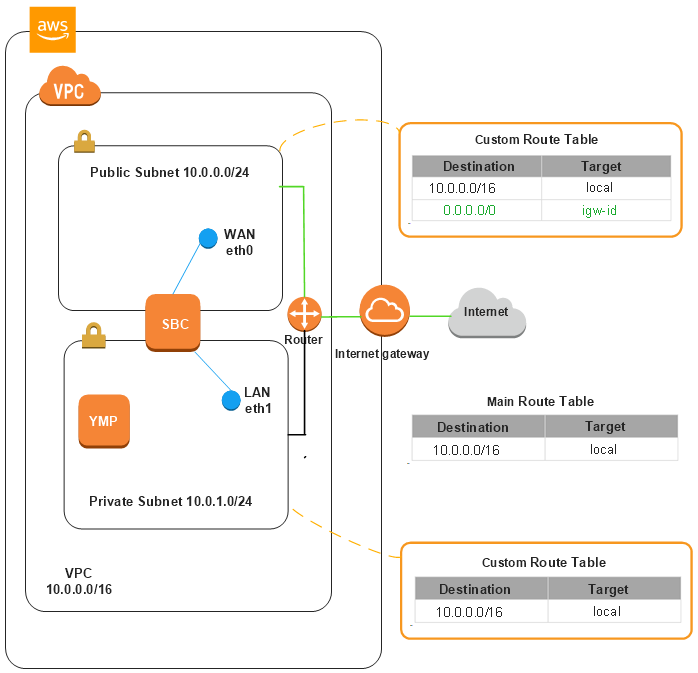 aws
VPC
Public Subnet 10.0.0.0/24
WAN
eth0
SBC
Router
Internet gateway
Internet
LAN
eth1
YMP
Private Subnet 10.0.1.0/24
VPC
10.0.0.0/16
Custom Route Table
Destination Target
10.0.0.0/16 local
0.0.0.0/0 igw-id
Main Route Table
Destination Target
10.0.0.0/16 local
Custom Route Table
Destination Target
10.0.0.0/16 local